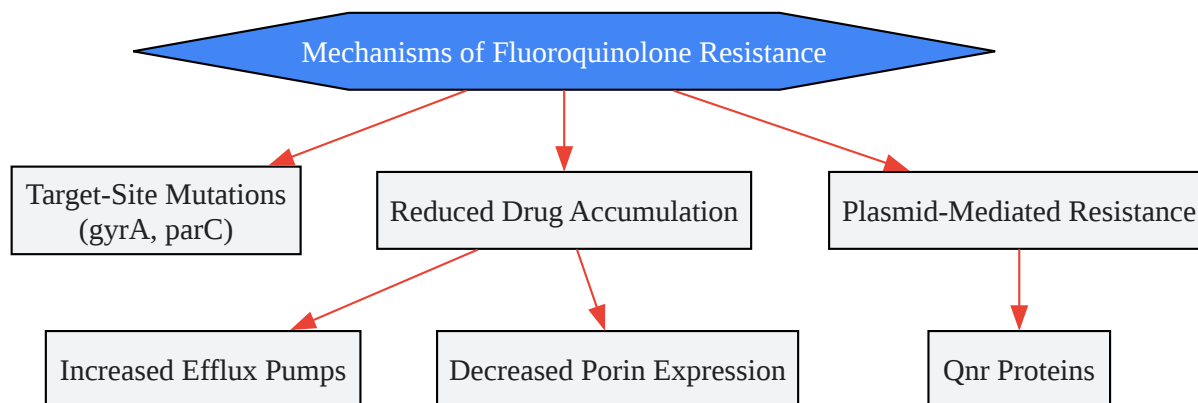 Mechanisms of Fluoroquinolone Resistance
Target-Site Mutations
(gyrA, parC)
Reduced Drug Accumulation
Plasmid-Mediated Resistance
Increased Efflux Pumps
Decreased Porin Expression
Qnr Proteins